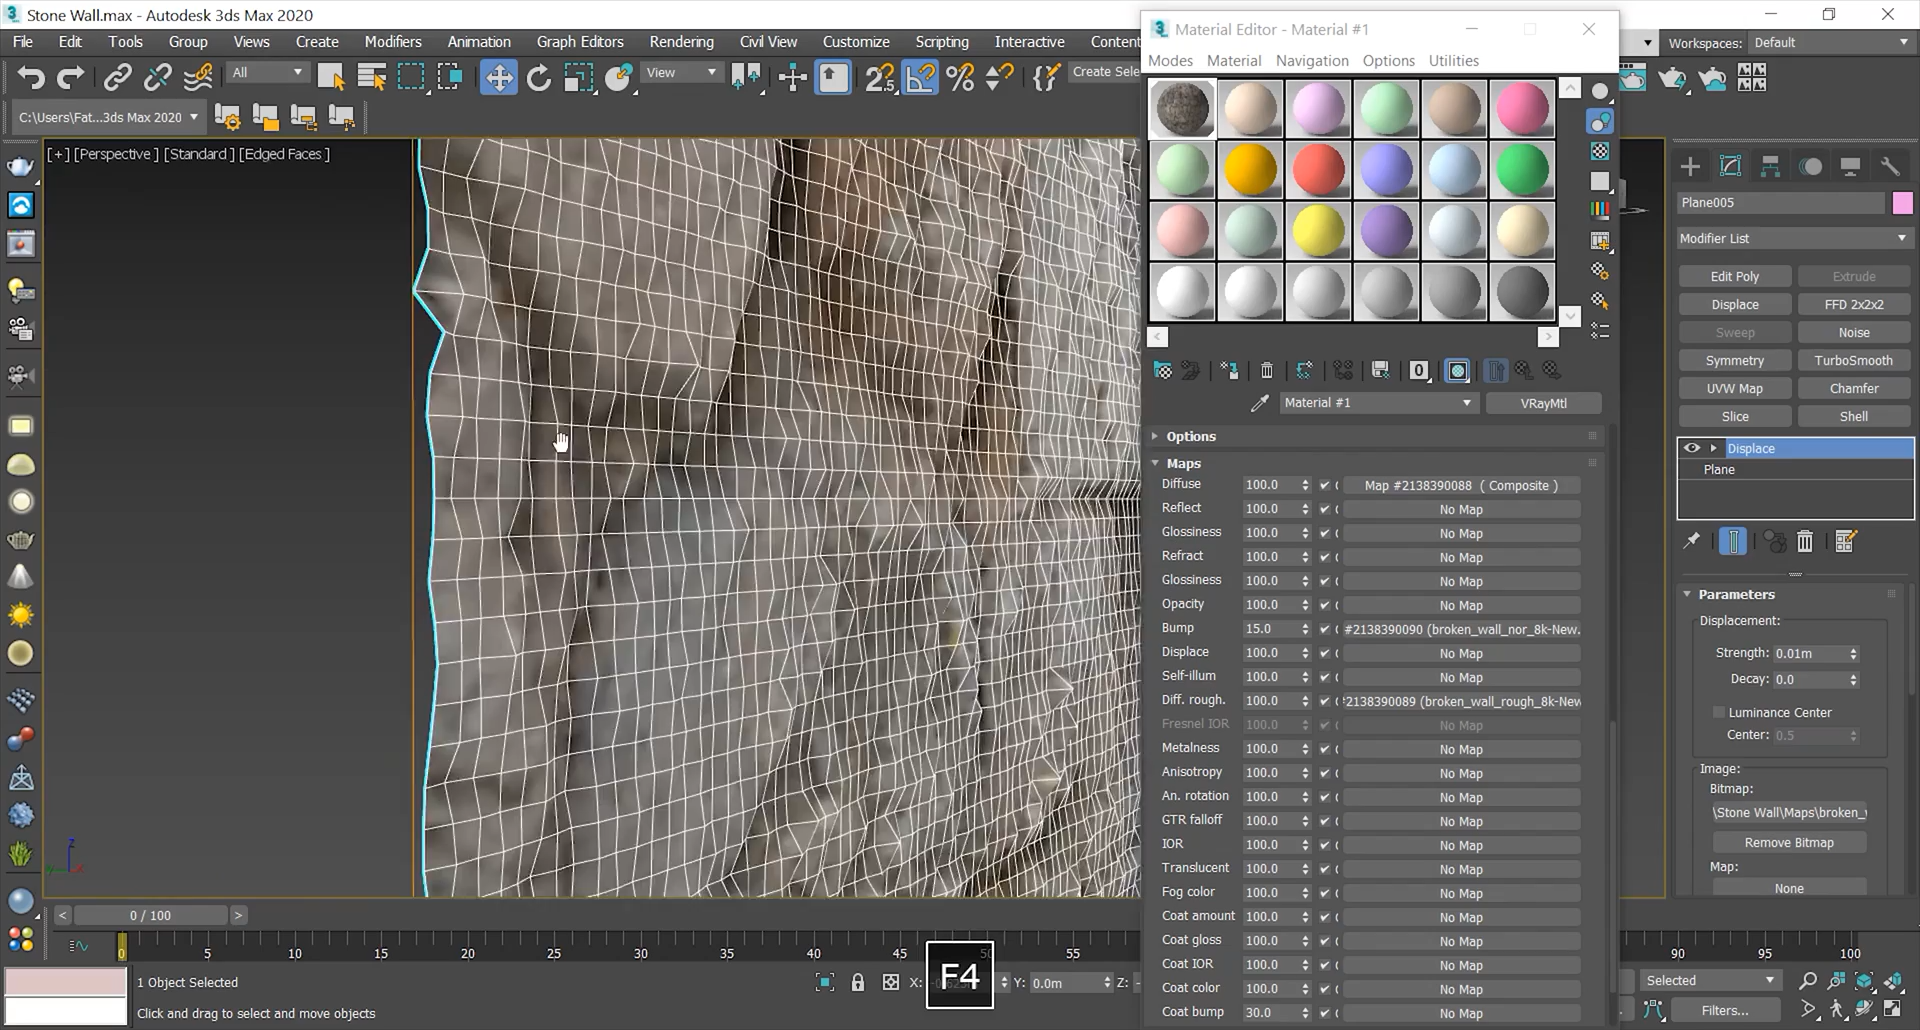 Stone Wall.max - Autodesk 3ds Max 2020
File Edit Tools Group Views Create Modifiers Animation Graph Editors Rendering Civil View Customize Scripting Interactive Content
Workspaces: Default
All
View
Create Sele
C:\Users\Fat...3ds Max 2020
[+] [Perspective ] [Standard ] [Edged Faces ]
Material Editor - Material #1
Modes Material Navigation Options Utilities
0
Material #1
VRayMtl
Options
Maps
Diffuse 100.0 Map #2138390088 ( Composite )
Reflect 100.0 No Map
Glossiness 100.0 No Map
Refract 100.0 No Map
Glossiness 100.0 No Map
Opacity 100.0 No Map
Bump 15.0 #2138390090 (broken_wall_nor_8k-New.
Displace 100.0 No Map
Self-illum 100.0 No Map
Diff. rough. 100.0 2138390089 (broken_wall_rough_8k-New
Fresnel IOR 100.0 No Map
Metalness 100.0 No Map
Anisotropy 100.0 No Map
An. rotation 100.0 No Map
GTR falloff 100.0 No Map
IOR 100.0 No Map
Translucent 100.0 No Map
Fog color 100.0 No Map
Coat amount 100.0 No Map
Coat gloss 100.0 No Map
Coat IOR 100.0 No Map
Coat color 100.0 No Map
Coat bump 30.0 No Map
Plane005
Modifier List
Edit Poly Extrude
Displace FFD 2x2x2
Sweep Noise
Symmetry TurboSmooth
UVW Map Chamfer
Slice Shell
Displace
Plane
Parameters
Displacement:
Strength: 0.01m
Decay: 0.0
Luminance Center
Center: 0.5
Image:
Bitmap:
\Stone Wall\Maps\broken_
Remove Bitmap
Map:
None
< 0 / 100 >
0 5 10 15 20 25 30 35 40 45 55 90 95 100
F4
1 Object Selected
X: Y: 0.0m Z:
Click and drag to select and move objects
Selected
Filters...